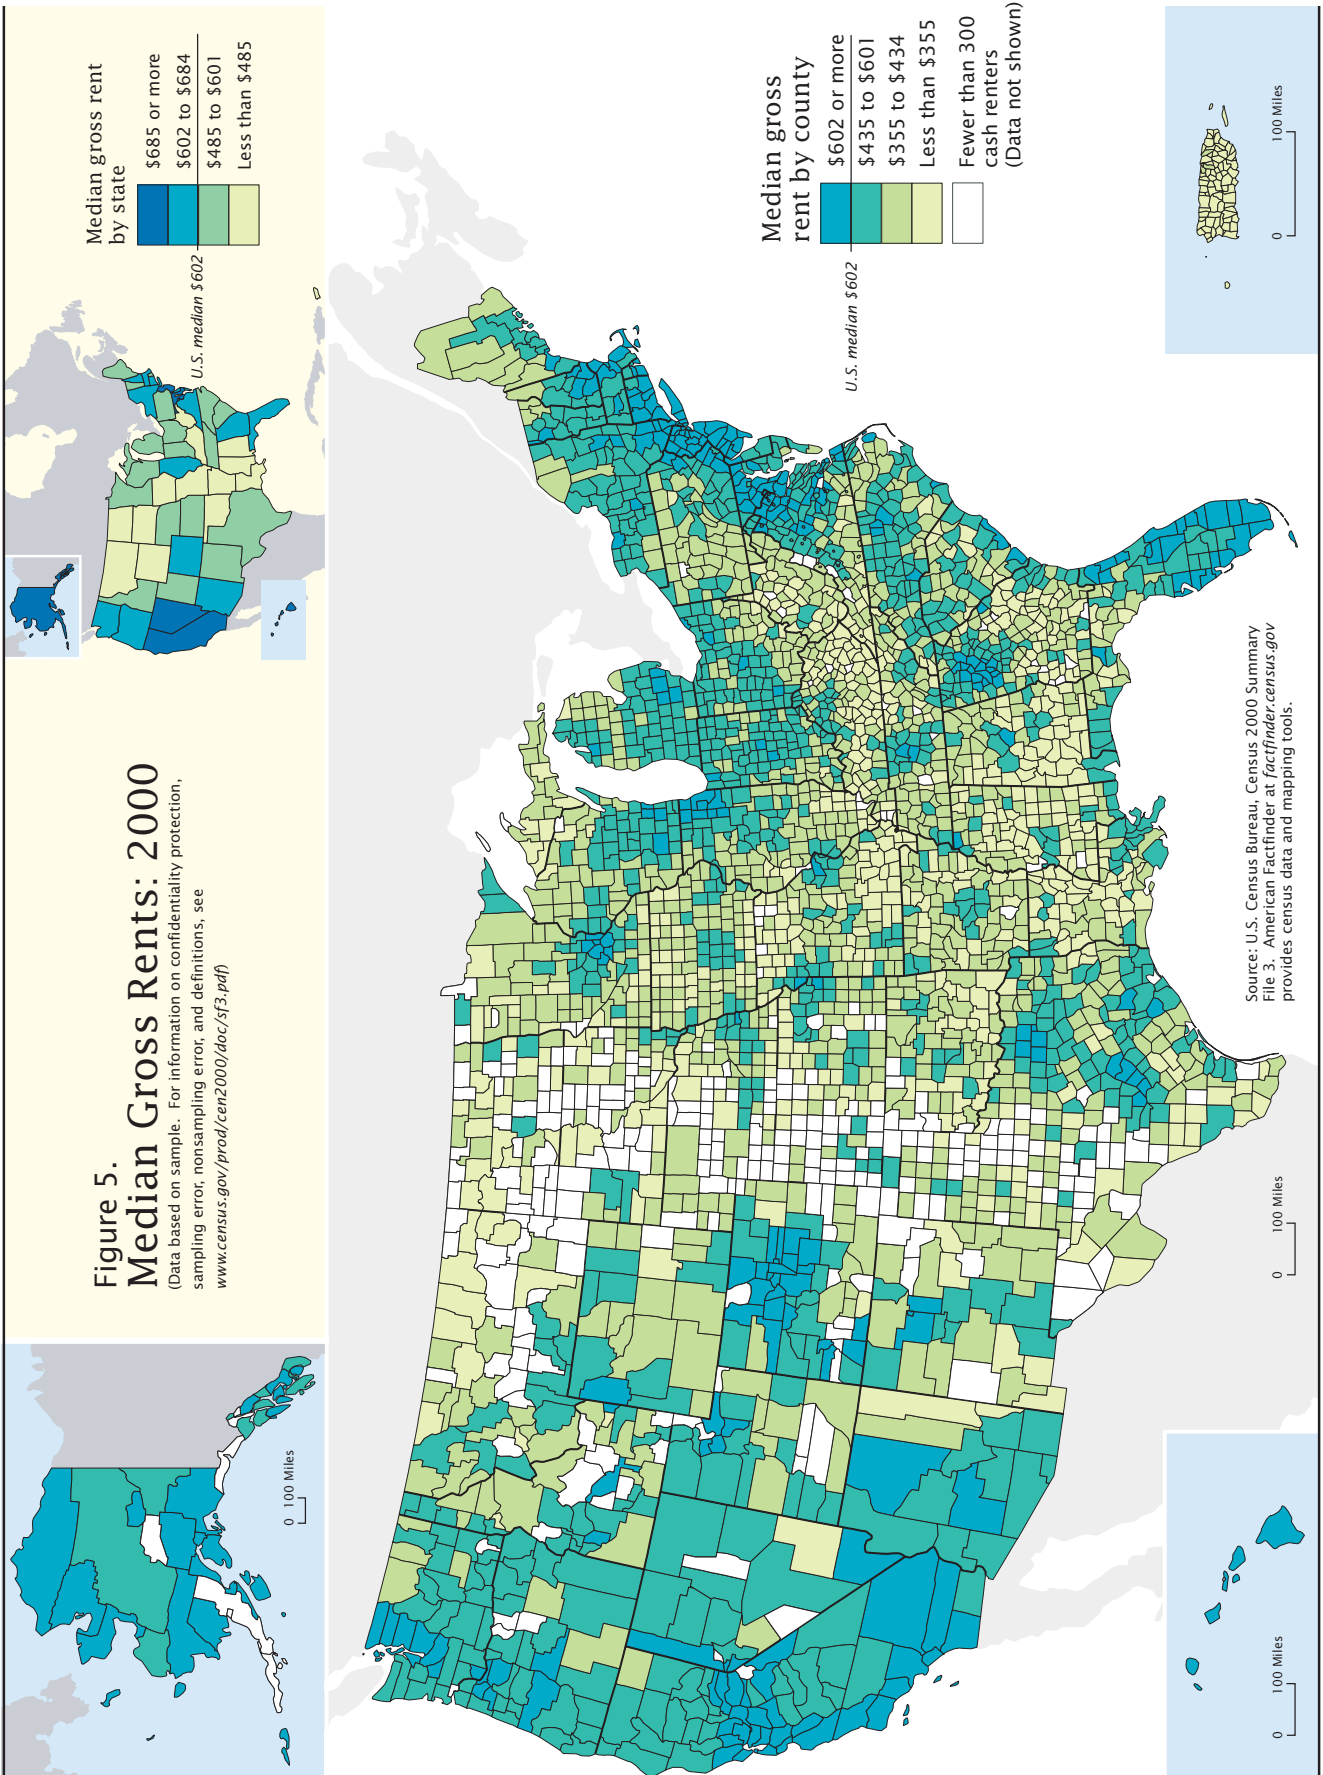 Figure 5.
Median Gross Rents: 2000
(Data based on sample. For information on confidentiality protection,
sampling error, nonsampling error, and definitions, see
www.census.gov/prod/cen2000/doc/sf3.pdf)
Median gross rent
by state
$685 or more
$602 to $684
$485 to $601
Less than $485
U.S. median $602
0 100 Miles
Median gross
rent by county
$602 or more
$435 to $601
$355 to $434
Less than $355
Fewer than 300
cash renters
(Data not shown)
U.S. median $602
Source: U.S. Census Bureau, Census 2000 Summary
File 3. American Factfinder at factfinder.census.gov
provides census data and mapping tools.
0 100 Miles
0 100 Miles
0 100 Miles